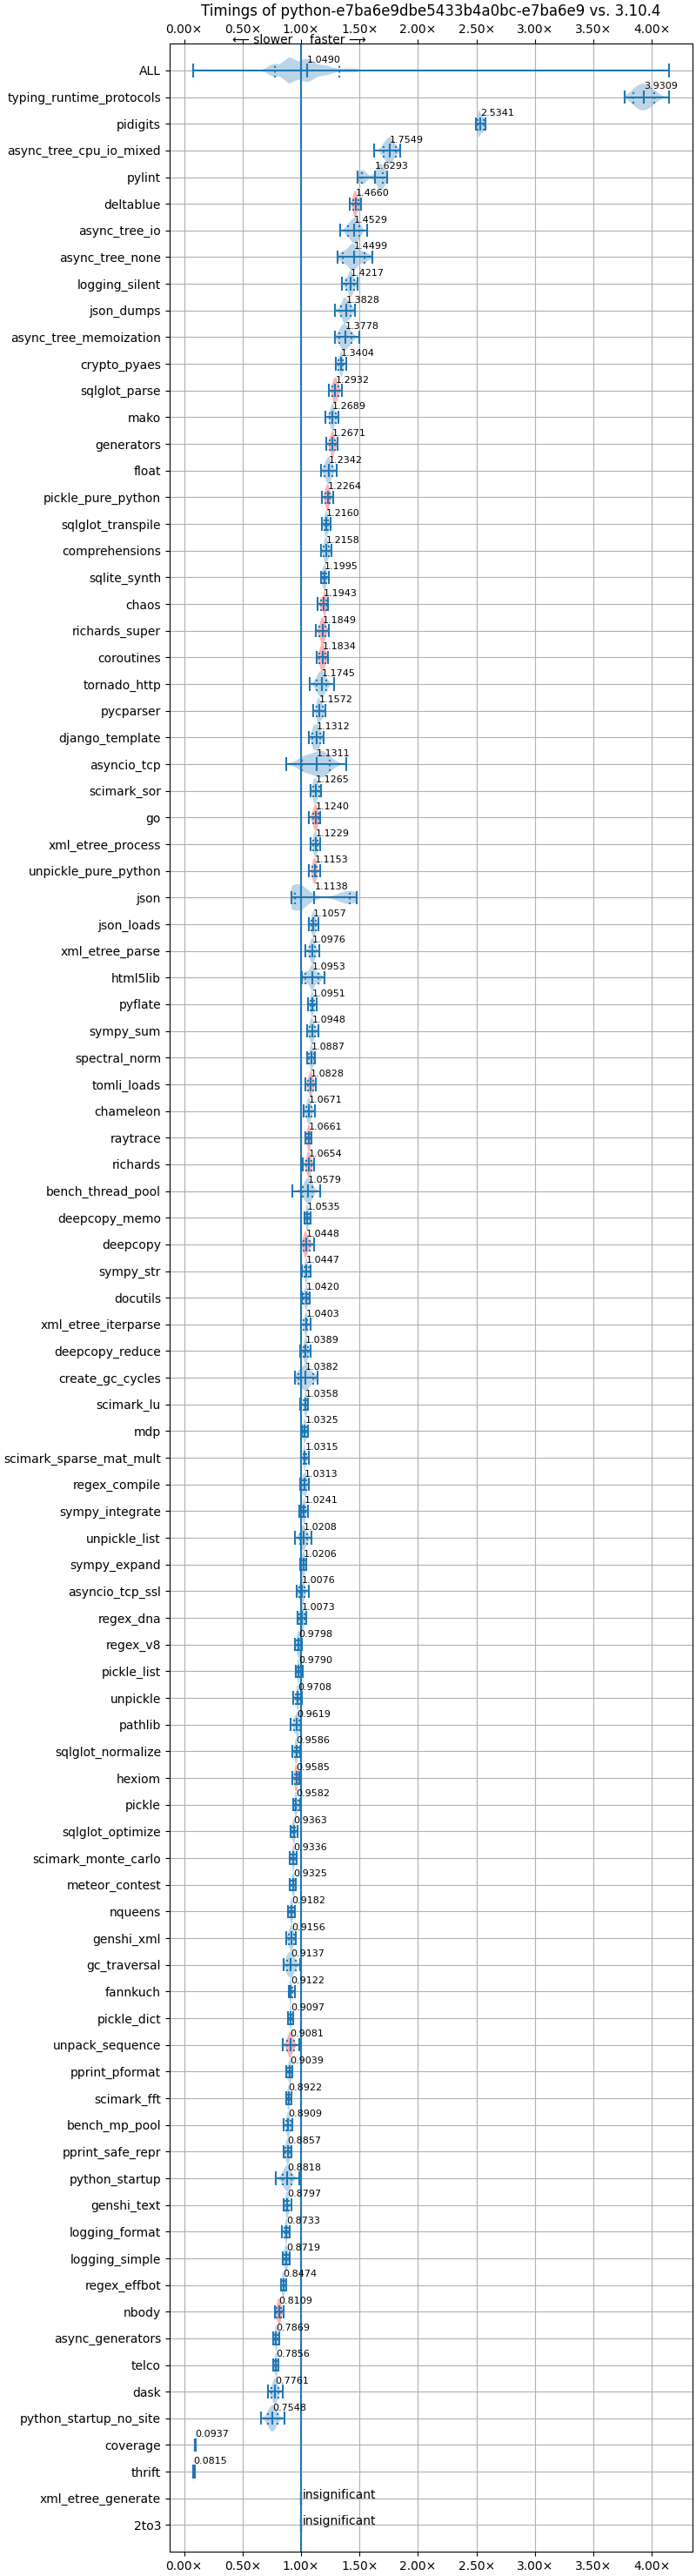 Timings of python-e7ba6e9dbe5433b4a0bc-e7ba6e9 vs. 3.10.4
0.00× 0.50× 1.00× 1.50× 2.00× 2.50× 3.00× 3.50× 4.00×
← slower faster →
ALL 1.0490
typing_runtime_protocols 3.9309
pidigits 2.5341
async_tree_cpu_io_mixed 1.7549
pylint 1.6293
deltablue 1.4660
async_tree_io 1.4529
async_tree_none 1.4499
logging_silent 1.4217
json_dumps 1.3828
async_tree_memoization 1.3778
crypto_pyaes 1.3404
sqlglot_parse 1.2932
mako 1.2689
generators 1.2671
float 1.2342
pickle_pure_python 1.2264
sqlglot_transpile 1.2160
comprehensions 1.2158
sqlite_synth 1.1995
chaos 1.1943
richards_super 1.1849
coroutines 1.1834
tornado_http 1.1745
pycparser 1.1572
django_template 1.1312
asyncio_tcp 1.1311
scimark_sor 1.1265
go 1.1240
xml_etree_process 1.1229
unpickle_pure_python 1.1153
json 1.1138
json_loads 1.1057
xml_etree_parse 1.0976
html5lib 1.0953
pyflate 1.0951
sympy_sum 1.0948
spectral_norm 1.0887
tomli_loads 1.0828
chameleon 1.0671
raytrace 1.0661
richards 1.0654
bench_thread_pool 1.0579
deepcopy_memo 1.0535
deepcopy 1.0448
sympy_str 1.0447
docutils 1.0420
xml_etree_iterparse 1.0403
deepcopy_reduce 1.0389
create_gc_cycles 1.0382
scimark_lu 1.0358
mdp 1.0325
scimark_sparse_mat_mult 1.0315
regex_compile 1.0313
sympy_integrate 1.0241
unpickle_list 1.0208
sympy_expand 1.0206
asyncio_tcp_ssl 1.0076
regex_dna 1.0073
regex_v8 0.9798
pickle_list 0.9790
unpickle 0.9708
pathlib 0.9619
sqlglot_normalize 0.9586
hexiom 0.9585
pickle 0.9582
sqlglot_optimize 0.9363
scimark_monte_carlo 0.9336
meteor_contest 0.9325
nqueens 0.9182
genshi_xml 0.9156
gc_traversal 0.9137
fannkuch 0.9122
pickle_dict 0.9097
unpack_sequence 0.9081
pprint_pformat 0.9039
scimark_fft 0.8922
bench_mp_pool 0.8909
pprint_safe_repr 0.8857
python_startup 0.8818
genshi_text 0.8797
logging_format 0.8733
logging_simple 0.8719
regex_effbot 0.8474
nbody 0.8109
async_generators 0.7869
telco 0.7856
dask 0.7761
python_startup_no_site 0.7548
coverage 0.0937
thrift 0.0815
xml_etree_generate insignificant
2to3 insignificant
0.00× 0.50× 1.00× 1.50× 2.00× 2.50× 3.00× 3.50× 4.00×